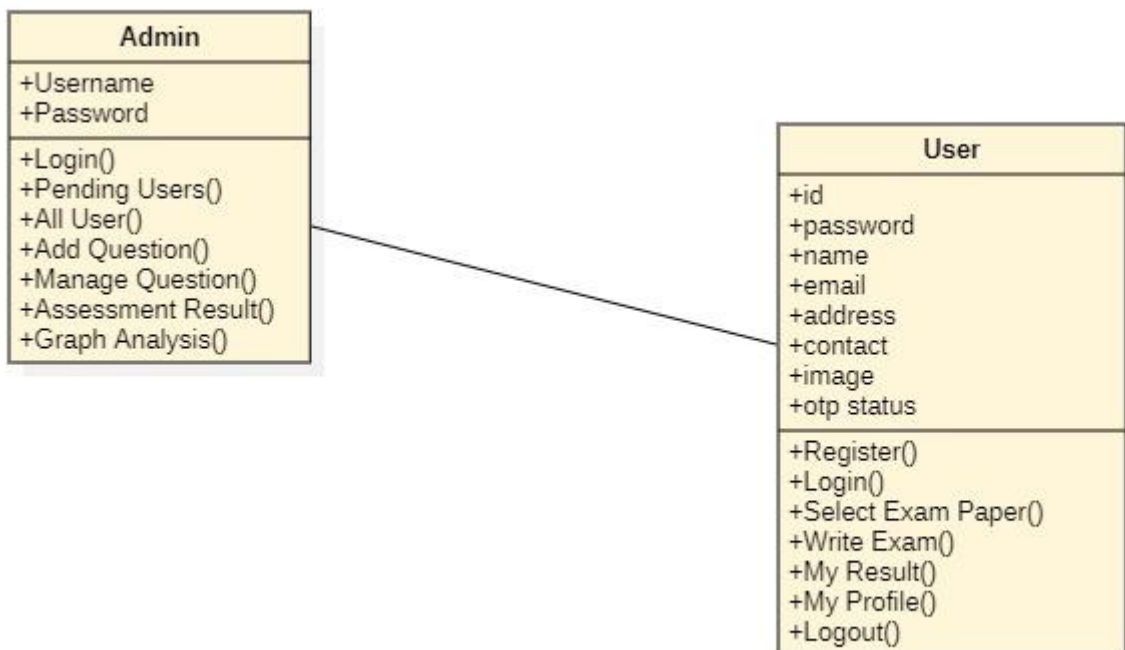 Admin
+Username
+Password
+Login()
+Pending Users()
+All User()
+Add Question()
+Manage Question()
+Assessment Result()
+Graph Analysis()
User
+id
+password
+name
+email
+address
+contact
+image
+otp status
+Register()
+Login()
+Select Exam Paper()
+Write Exam()
+My Result()
+My Profile()
+Logout()